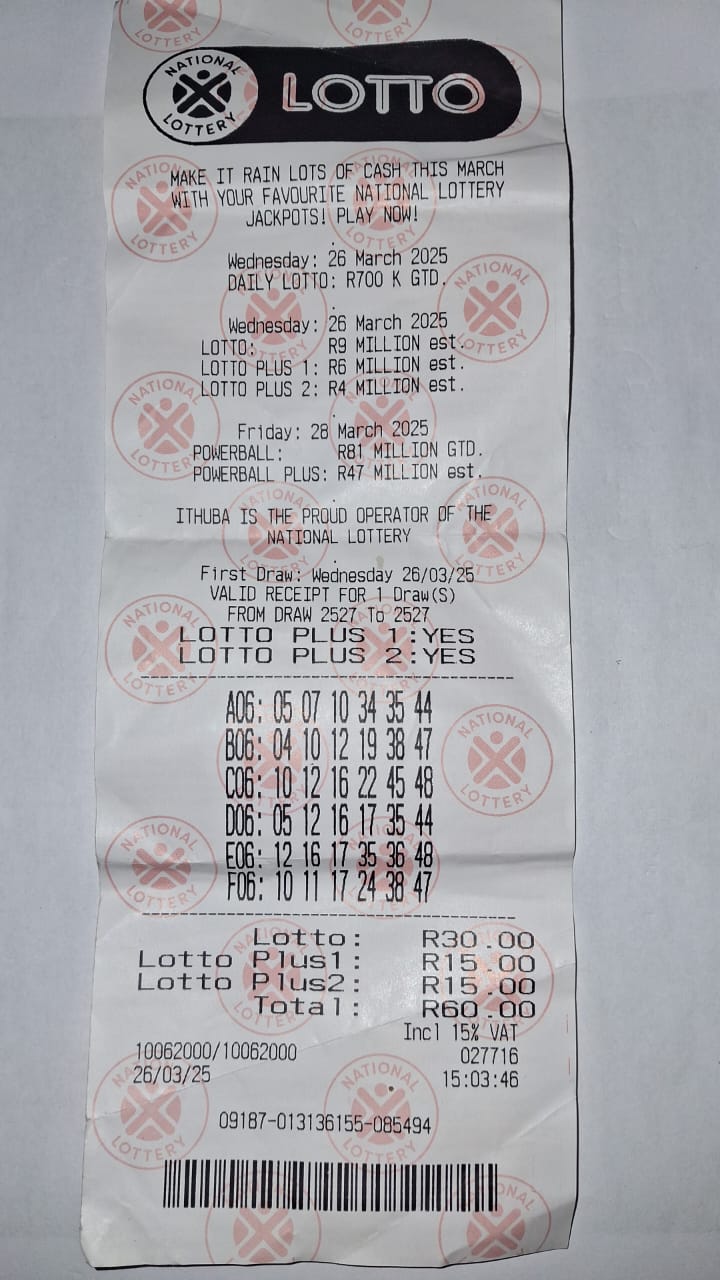 NATIONAL LOTTERY
LOTTO
MAKE IT RAIN LOTS OF CASH THIS MARCH
WITH YOUR FAVOURITE NATIONAL LOTTERY
JACKPOTS! PLAY NOW!
.
Wednesday: 26 March 2025
DAILY LOTTO: R700 K GTD.
.
Wednesday: 26 March 2025
LOTTO: R9 MILLION est.
LOTTO PLUS 1: R6 MILLION est.
LOTTO PLUS 2: R4 MILLION est.
.
Friday: 28 March 2025
POWERBALL: R81 MILLION GTD.
POWERBALL PLUS: R47 MILLION est.
.
ITHUBA IS THE PROUD OPERATOR OF THE
NATIONAL LOTTERY
.
First Draw: Wednesday 26/03/25
VALID RECEIPT FOR 1 Draw(S)
FROM DRAW 2527 To 2527
LOTTO PLUS 1:YES
LOTTO PLUS 2:YES
A06: 05 07 10 34 35 44
B06: 04 10 12 19 38 47
C06: 10 12 16 22 45 48
D06: 05 12 16 17 35 44
E06: 12 16 17 35 36 48
F06: 10 11 17 24 38 47
Lotto: R30.00
Lotto Plus1: R15.00
Lotto Plus2: R15.00
Total: R60.00
Incl 15% VAT
10062000/10062000 027716
26/03/25 15:03:46
09187-013136155-085494